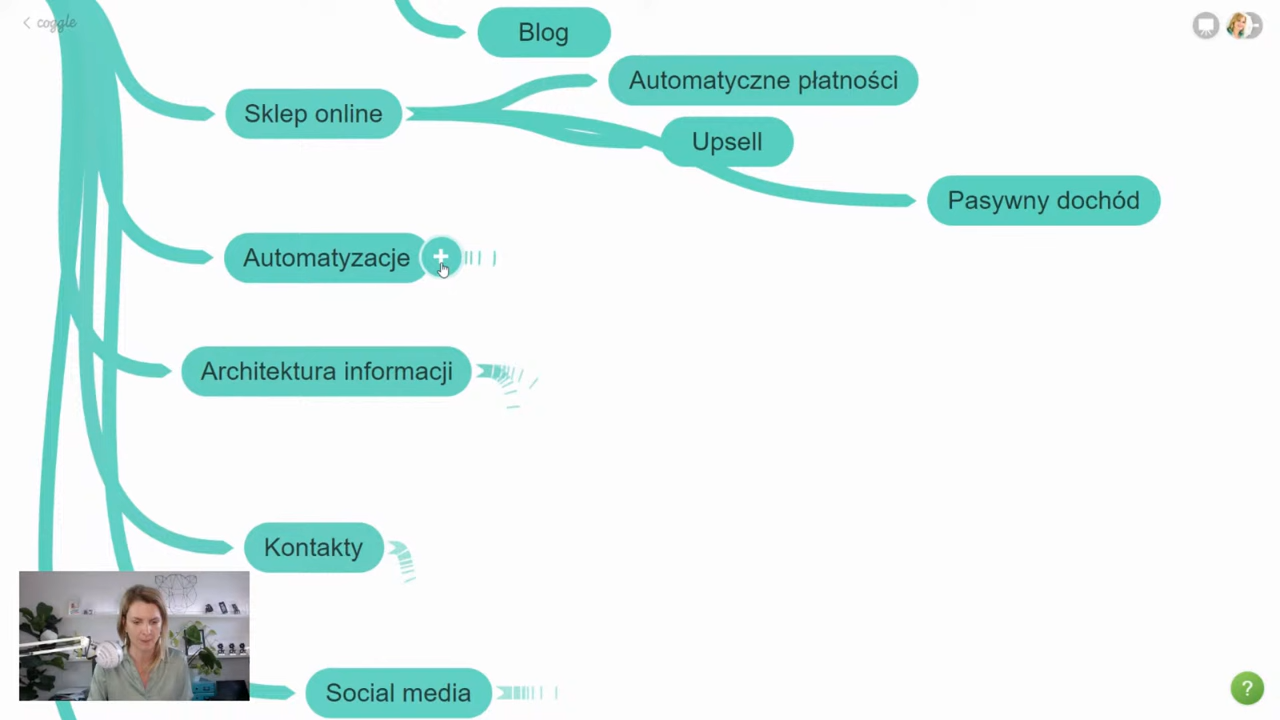 coggle
Blog
Sklep online
Automatyczne płatności
Upsell
Pasywny dochód
Automatyzacje
Architektura informacji
Kontakty
Social media
?